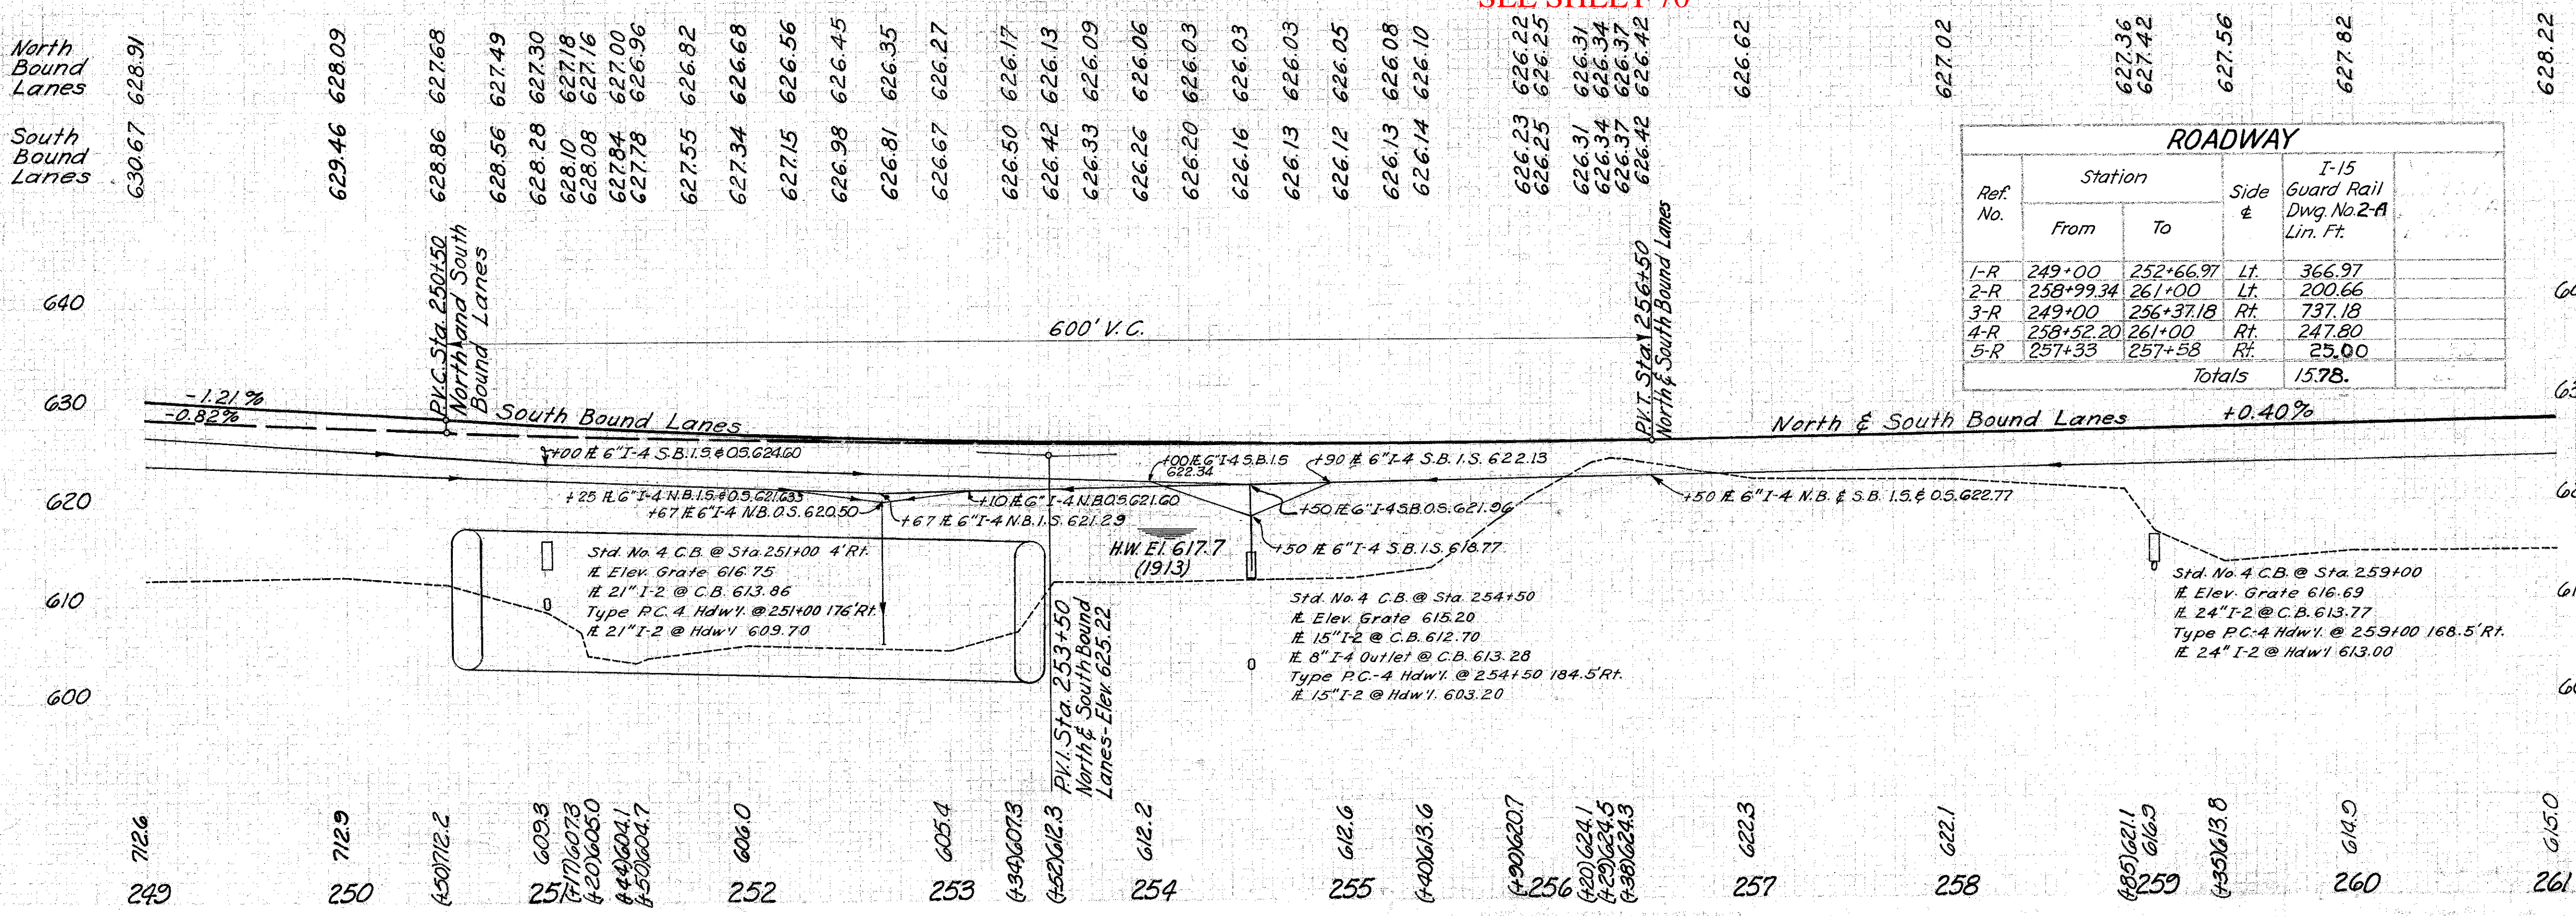 SEE SHEET 70
North
Bound
Lanes
628.91 628.09 627.68 627.49 627.30 627.18 627.16 627.00 626.96 626.82 626.68 626.56 626.45 626.35 626.27 626.17 626.13 626.09 626.06 626.03 626.03 626.03 626.05 626.08 626.10 626.22 626.25 626.31 626.34 626.37 626.42 626.62 627.02 627.36 627.42 627.56 627.82 628.22
South
Bound
Lanes
630.67 629.46 628.86 628.56 628.28 628.10 628.08 627.84 627.78 627.55 627.34 627.15 626.98 626.81 626.67 626.50 626.42 626.33 626.26 626.20 626.16 626.13 626.12 626.13 626.14 626.23 626.25 626.31 626.34 626.37 626.42
ROADWAY
Ref. No. Station From To Side ℄ I-15 Guard Rail Dwg. No. 2-A Lin. Ft.
1-R 249+00 252+66.97 Lt. 366.97
2-R 258+99.34 261+00 Lt. 200.66
3-R 249+00 256+37.18 Rt. 737.18
4-R 258+52.20 261+00 Rt. 247.80
5-R 257+33 257+58 Rt. 25.00
Totals 1578.
P.V.C. Sta. 250+50
North and South
Bound Lanes
600' V.C.
P.V.T. Sta. 256+50
North & South Bound Lanes
640
630
620
610
600
-1.21%
-0.82%
South Bound Lanes
North & South Bound Lanes
+0.40%
+00 FL 6" I-4 S.B. I.S. & O.S. 624.60
+00 FL 6" I-4 S.B. I.S.
622.34
+90 FL 6" I-4 S.B. I.S. 622.13
+25 FL 6" I-4 N.B. I.S. & O.S. 621.635
+10 FL 6" I-4 N.B. O.S. 621.60
+67 FL 6" I-4 N.B. O.S. 620.50
+67 FL 6" I-4 N.B. I.S. 621.29
+50 FL 6" I-4 S.B. O.S. 621.96
+50 FL 6" I-4 N.B. & S.B. I.S. & O.S. 622.77
+50 FL 6" I-4 S.B. I.S. 618.77
H.W. El. 617.7
(1913)
Std. No. 4 C.B. @ Sta. 251+00 4' Rt.
FL Elev. Grate 616.75
FL 21" I-2 @ C.B. 613.86
Type P.C.-4 Hdw'l. @ 251+00 176' Rt.
FL 21" I-2 @ Hdw'l 609.70
P.V.I. Sta. 253+50
North & South Bound
Lanes-Elev. 625.22
Std. No. 4 C.B. @ Sta. 254+50
FL Elev. Grate 615.20
FL 15" I-2 @ C.B. 612.70
FL 8" I-4 Outlet @ C.B. 613.28
Type P.C.-4 Hdw'l. @ 254+50 184.5' Rt.
FL 15" I-2 @ Hdw'l. 603.20
Std. No. 4 C.B. @ Sta. 259+00
FL Elev. Grate 616.69
FL 24" I-2 @ C.B. 613.77
Type P.C.-4 Hdw'l. @ 259+00 168.5' Rt.
FL 24" I-2 @ Hdw'l 613.00
712.6 712.9 (+50)712.2 609.3 (+17)607.3 (+20)605.0 (+44)604.1 (+50)604.7 606.0 605.4 (+34)607.3 (+52)612.3 612.2 612.6 (+40)613.6 (+90)620.7 (+20)624.1 (+29)624.5 (+38)624.3 622.3 622.1 (+85)621.1 616.9 (+35)613.8 614.9 615.0
249 250 251 252 253 254 255 256 257 258 259 260 261